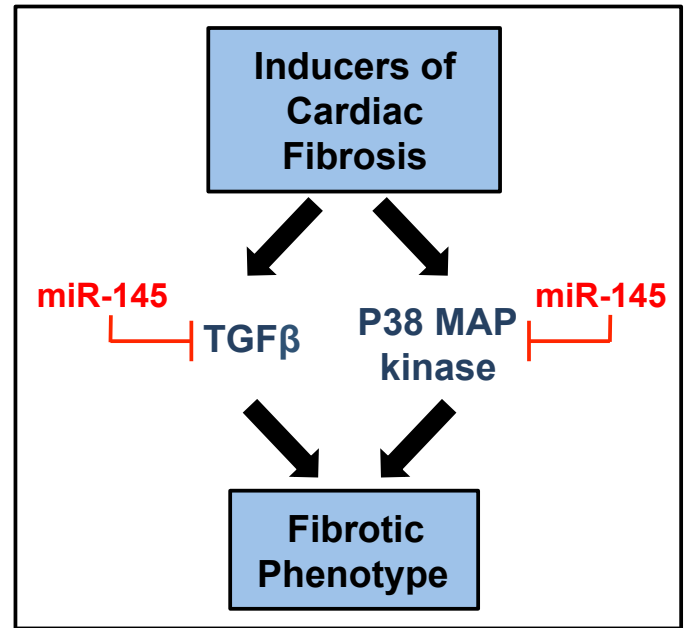 Inducers of
Cardiac
Fibrosis
miR-145
TGFβ
P38 MAP
kinase
miR-145
Fibrotic
Phenotype